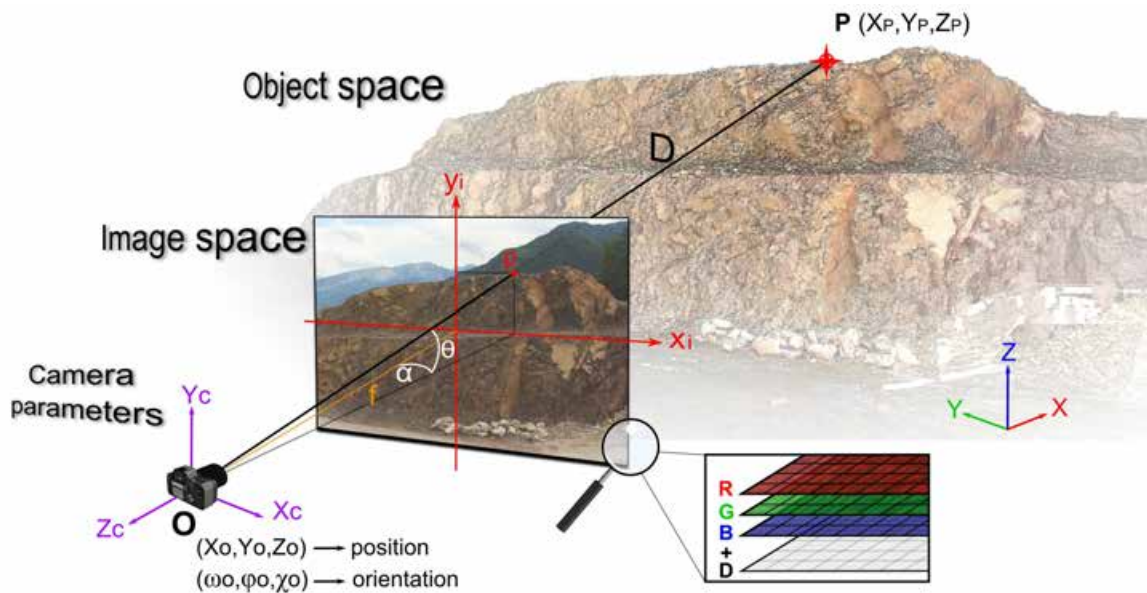 P (XP,YP,ZP)
Object space
D
yi
Image space
p
xi
θ
α
f
Camera
parameters
Yc
Zc
Xc
O
(Xo,Yo,Zo) → position
(ωo,φo,χo) → orientation
Z
Y
X
R
G
B
+
D